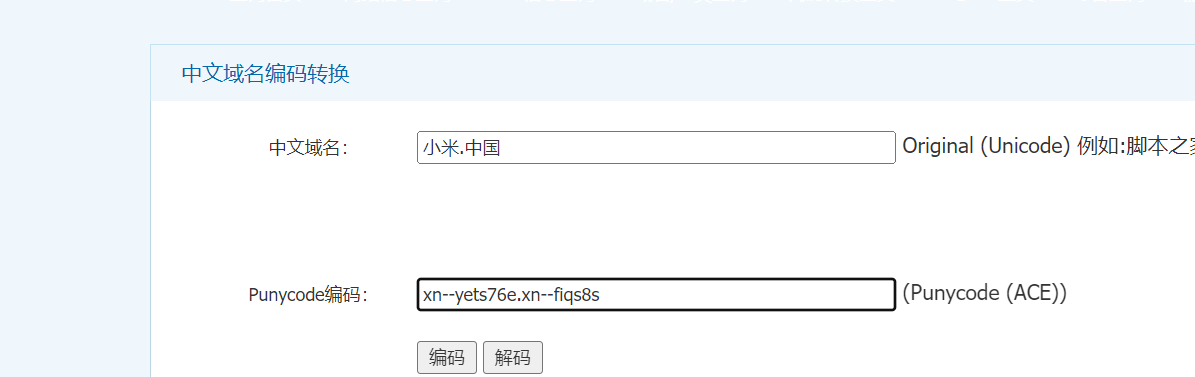 中文域名编码转换
中文域名： 小米.中国 Original (Unicode) 例如:脚本之家
Punycode编码： xn--yets76e.xn--fiqs8s (Punycode (ACE))
编码 解码